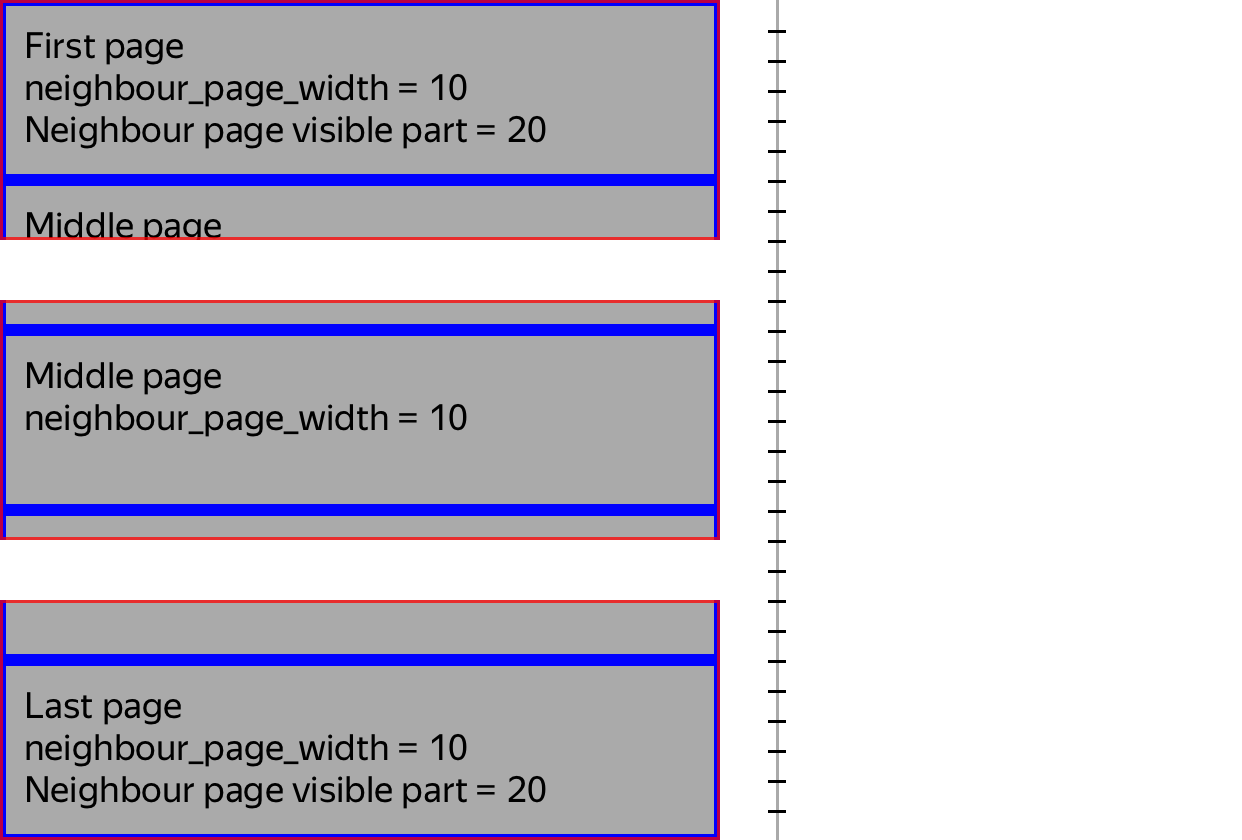 First page
neighbour_page_width = 10
Neighbour page visible part = 20
Middle page
Middle page
neighbour_page_width = 10
Last page
neighbour_page_width = 10
Neighbour page visible part = 20